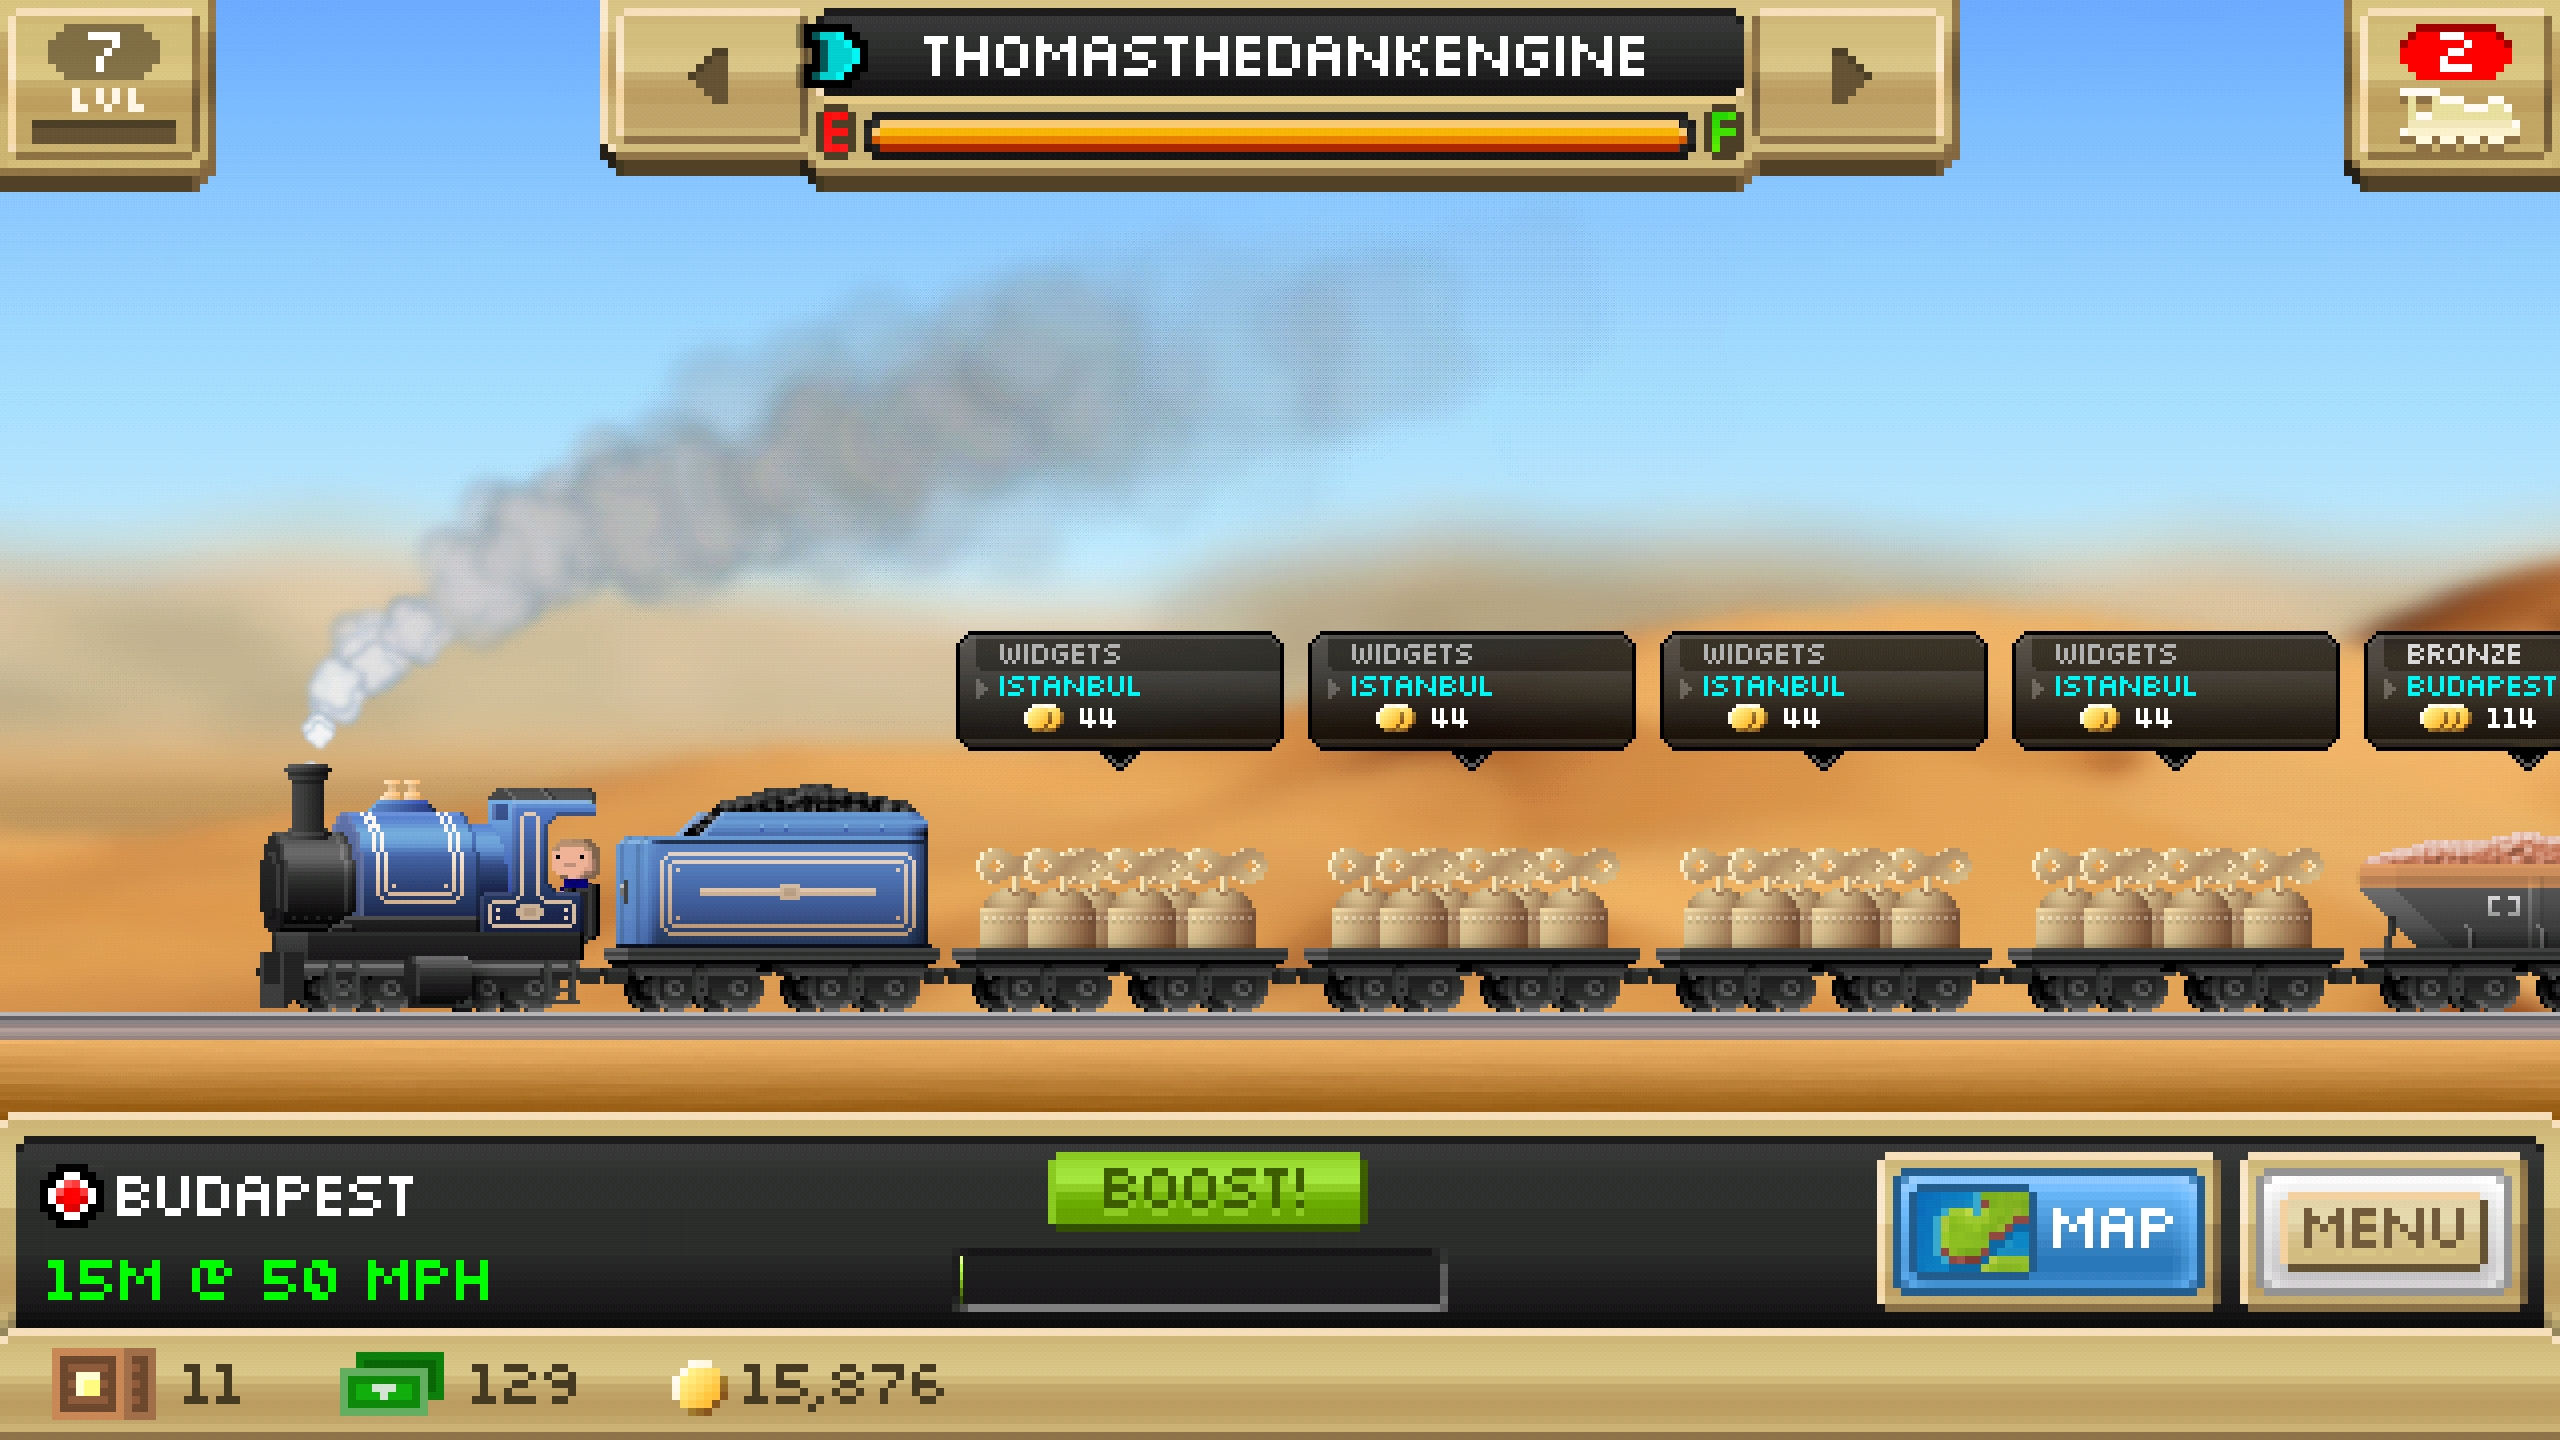 7
LVL
THOMASTHEDANKENGINE
E F
2
WIDGETS
ISTANBUL
44
WIDGETS
ISTANBUL
44
WIDGETS
ISTANBUL
44
WIDGETS
ISTANBUL
44
BRONZE
BUDAPEST
114
BUDAPEST
15M @ 50 MPH
BOOST!
MAP
MENU
11
129
15,876